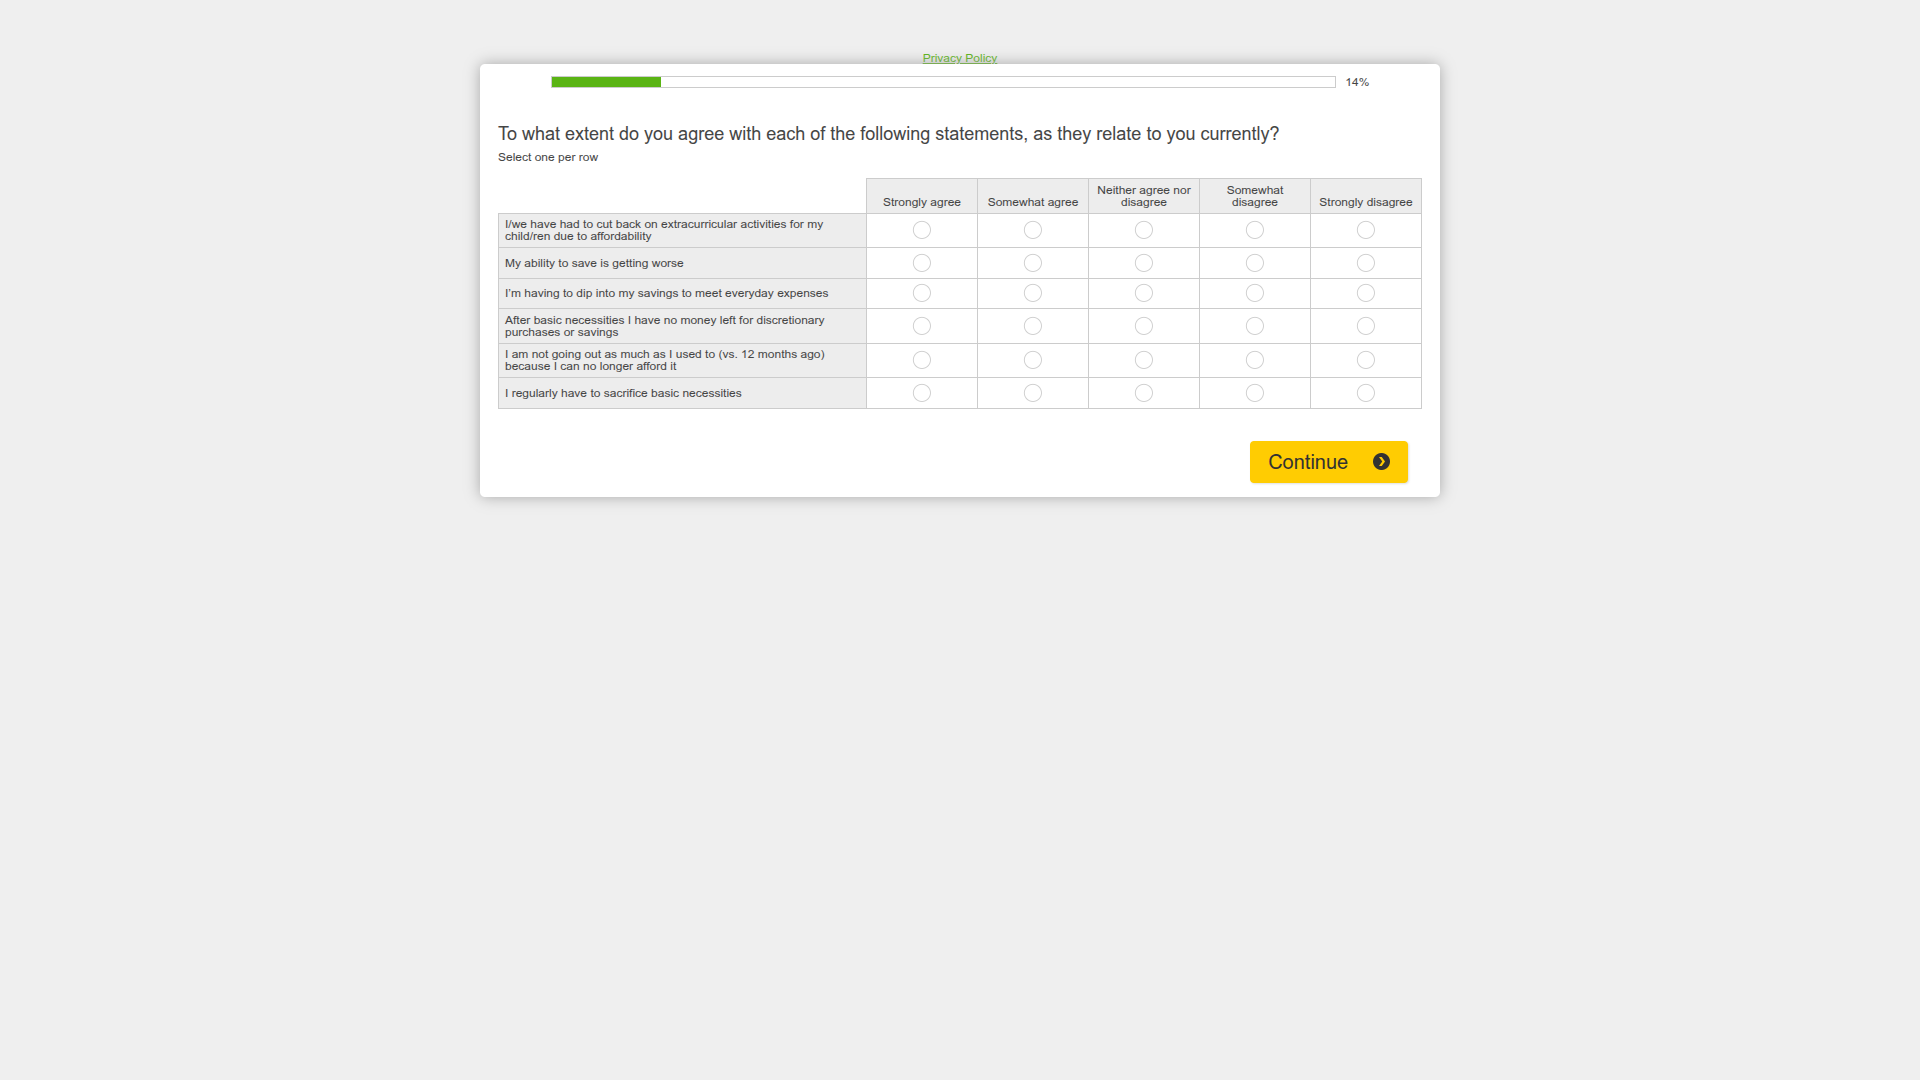 Privacy Policy
14%
To what extent do you agree with each of the following statements, as they relate to you currently?
Select one per row
Strongly agree
Somewhat agree
Neither agree nor
disagree
Somewhat
disagree
Strongly disagree
I/we have had to cut back on extracurricular activities for my
child/ren due to affordability
My ability to save is getting worse
I'm having to dip into my savings to meet everyday expenses
After basic necessities I have no money left for discretionary
purchases or savings
I am not going out as much as I used to (vs. 12 months ago)
because I can no longer afford it
I regularly have to sacrifice basic necessities
Continue